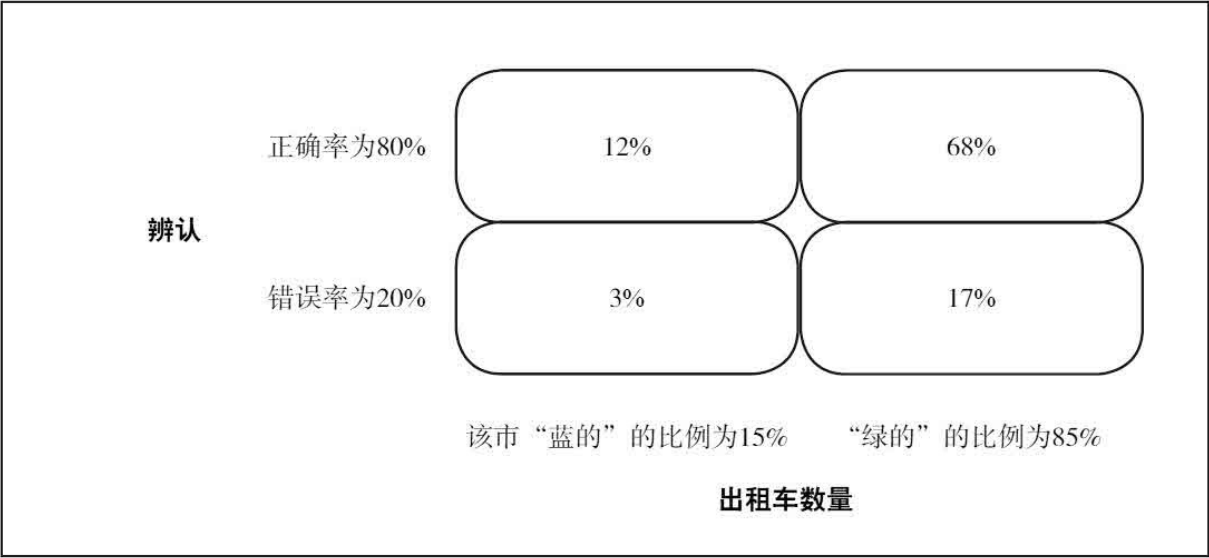 正确率为80%
12%
68%
辨认
错误率为20%
3%
17%
该市“蓝的”的比例为15%
“绿的”的比例为85%
出租车数量